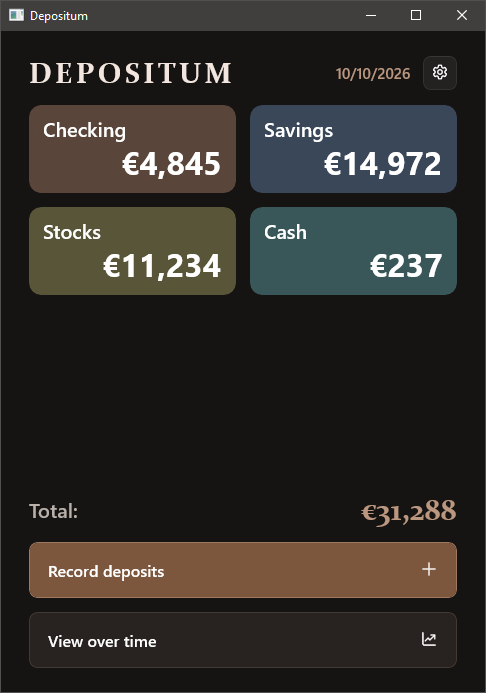 Depositum
DEPOSITUM
10/10/2026
Checking
€4,845
Savings
€14,972
Stocks
€11,234
Cash
€237
Total:
€31,288
Record deposits
View over time